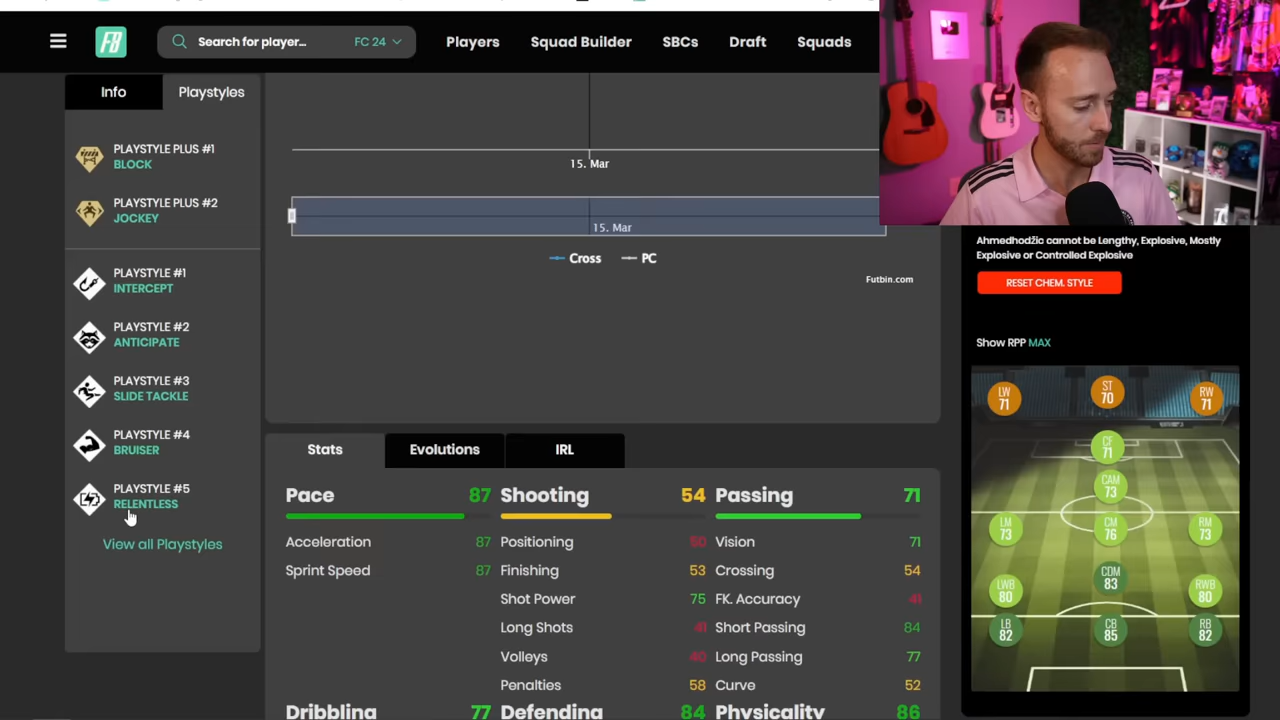 FB
Search for player...
FC 24
Players
Squad Builder
SBCs
Draft
Squads
Info
Playstyles
PLAYSTYLE PLUS #1
BLOCK
PLAYSTYLE PLUS #2
JOCKEY
PLAYSTYLE #1
INTERCEPT
PLAYSTYLE #2
ANTICIPATE
PLAYSTYLE #3
SLIDE TACKLE
PLAYSTYLE #4
BRUISER
PLAYSTYLE #5
RELENTLESS
View all Playstyles
15. Mar
15. Mar
Cross
PC
Futbin.com
Stats
Evolutions
IRL
Pace 87
Acceleration 87
Sprint Speed 87
Shooting 54
Positioning 50
Finishing 53
Shot Power 75
Long Shots 41
Volleys 40
Penalties 58
Passing 71
Vision 71
Crossing 54
FK. Accuracy 41
Short Passing 84
Long Passing 77
Curve 52
Dribbling 77
Defending 84
Physicality 86
Ahmedhodžic cannot be Lengthy, Explosive, Mostly
Explosive or Controlled Explosive
RESET CHEM. STYLE
Show RPP MAX
LW
71
ST
70
RW
71
CF
71
CAM
73
LM
73
CM
76
RM
73
CDM
83
LWB
80
RWB
80
LB
82
CB
85
RB
82